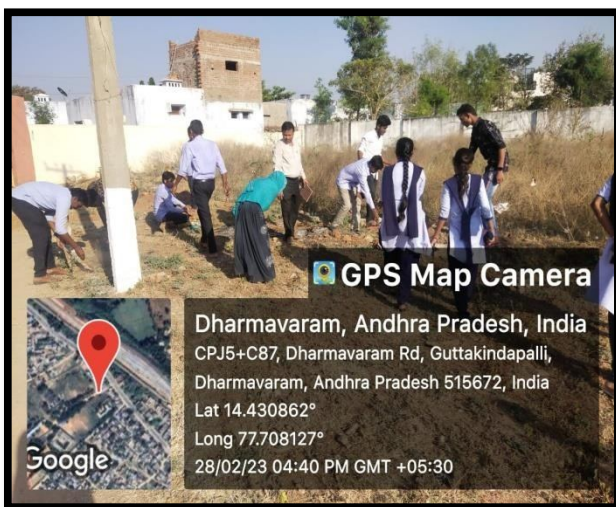 GPS Map Camera
Dharmavaram, Andhra Pradesh, India
CPJ5+C87, Dharmavaram Rd, Guttakindapalli,
Dharmavaram, Andhra Pradesh 515672, India
Lat 14.430862°
Long 77.708127°
28/02/23 04:40 PM GMT +05:30
Google